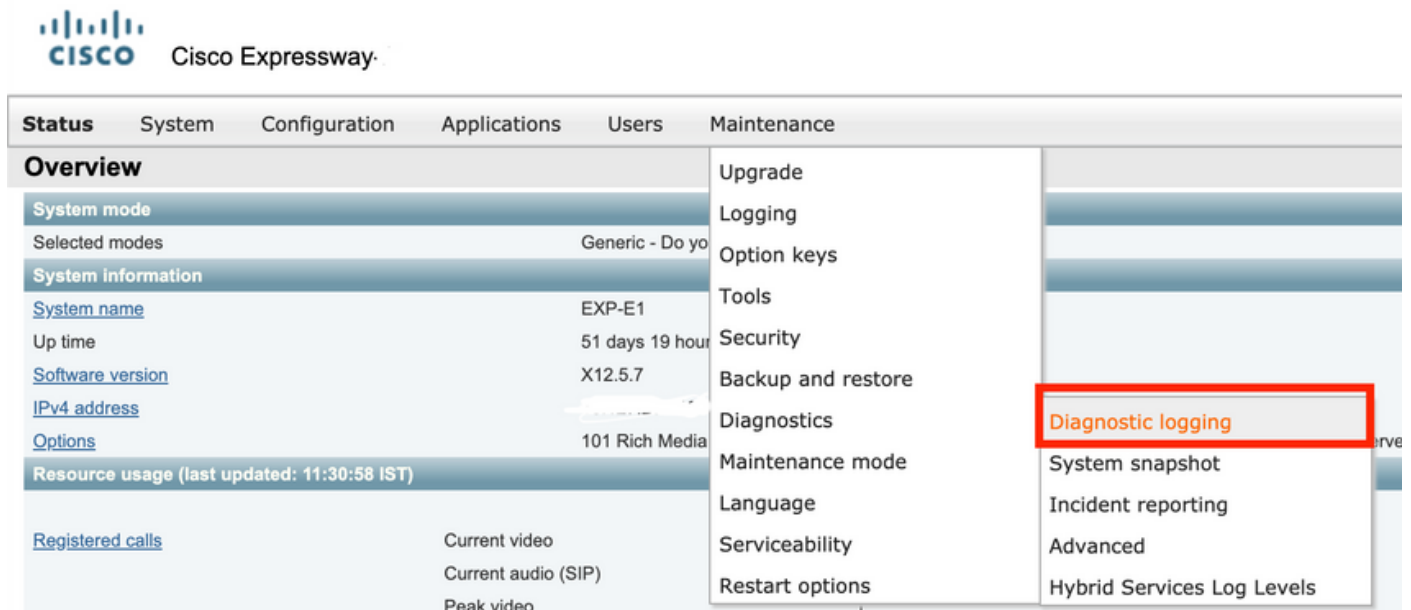 CISCO Cisco Expressway
Status System Configuration Applications Users Maintenance
Overview
System mode
Selected modes Generic - Do yo
System information
System name EXP-E1
Up time 51 days 19 hour
Software version X12.5.7
IPv4 address
Options 101 Rich Media
Resource usage (last updated: 11:30:58 IST)
Registered calls Current video
Current audio (SIP)
Peak video
Upgrade
Logging
Option keys
Tools
Security
Backup and restore
Diagnostics
Maintenance mode
Language
Serviceability
Restart options
Diagnostic logging
System snapshot
Incident reporting
Advanced
Hybrid Services Log Levels